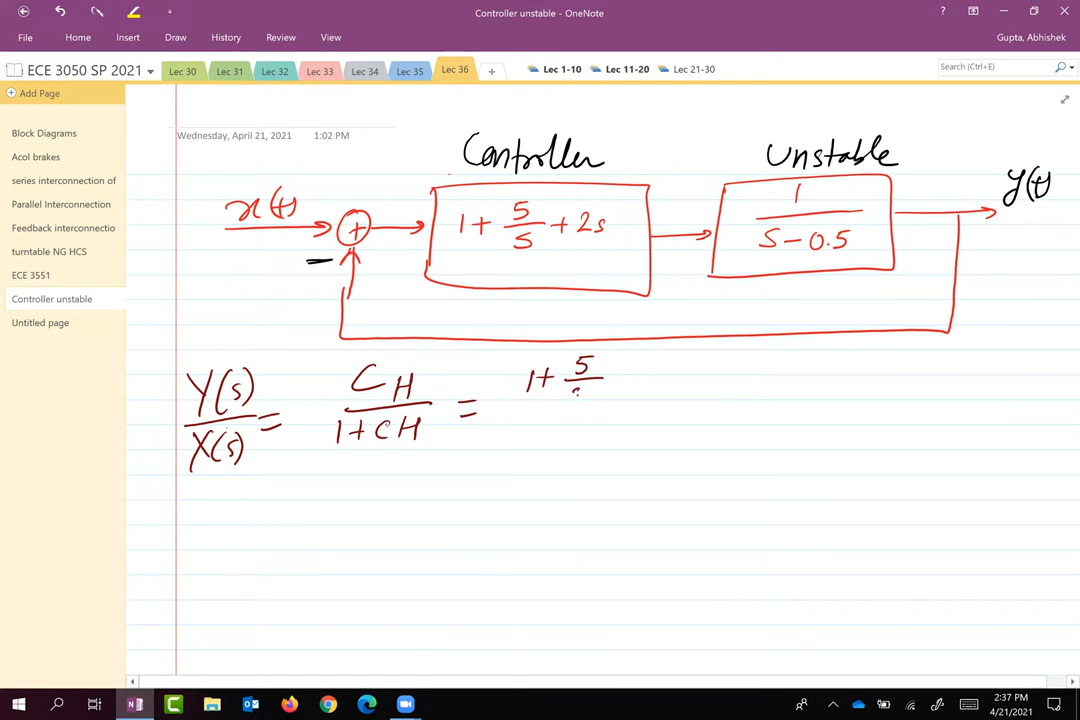 Controller unstable - OneNote
?
File Home Insert Draw History Review View
Gupta, Abhishek
ECE 3050 SP 2021
Lec 30 Lec 31 Lec 32 Lec 33 Lec 34 Lec 35 Lec 36 + Lec 1-10 Lec 11-20 Lec 21-30
Search (Ctrl+E)
Add Page
Block Diagrams
Acol brakes
series interconnection of
Parallel Interconnection
Feedback interconnectio
turntable NG HCS
ECE 3551
Controller unstable
Untitled page
Wednesday, April 21, 2021 1:02 PM
Controller Unstable
x(t) + − 1 + 5/s + 2s 1/(s − 0.5) y(t)
Y(s)/X(s) = CH/(1 + CH) = 1 + 5/
2:37 PM
4/21/2021